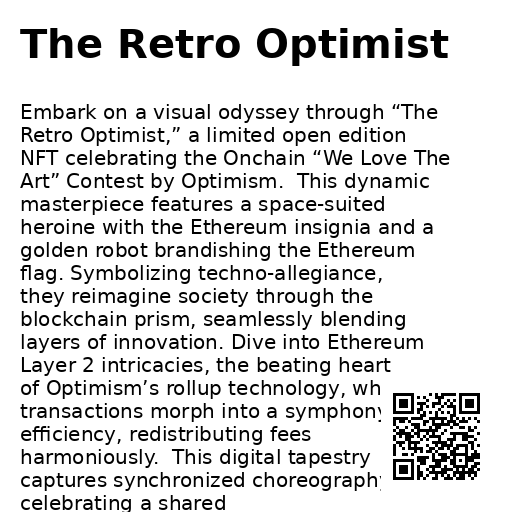 The Retro Optimist
Embark on a visual odyssey through “The
Retro Optimist,” a limited open edition
NFT celebrating the Onchain “We Love The
Art” Contest by Optimism.  This dynamic
masterpiece features a space-suited
heroine with the Ethereum insignia and a
golden robot brandishing the Ethereum
flag. Symbolizing techno-allegiance,
they reimagine society through the
blockchain prism, seamlessly blending
layers of innovation. Dive into Ethereum
Layer 2 intricacies, the beating heart
of Optimism’s rollup technology,
transactions morph into a symphony
efficiency, redistributing fees
harmoniously.  This digital tapestry
captures synchronized choreography
celebrating a shared